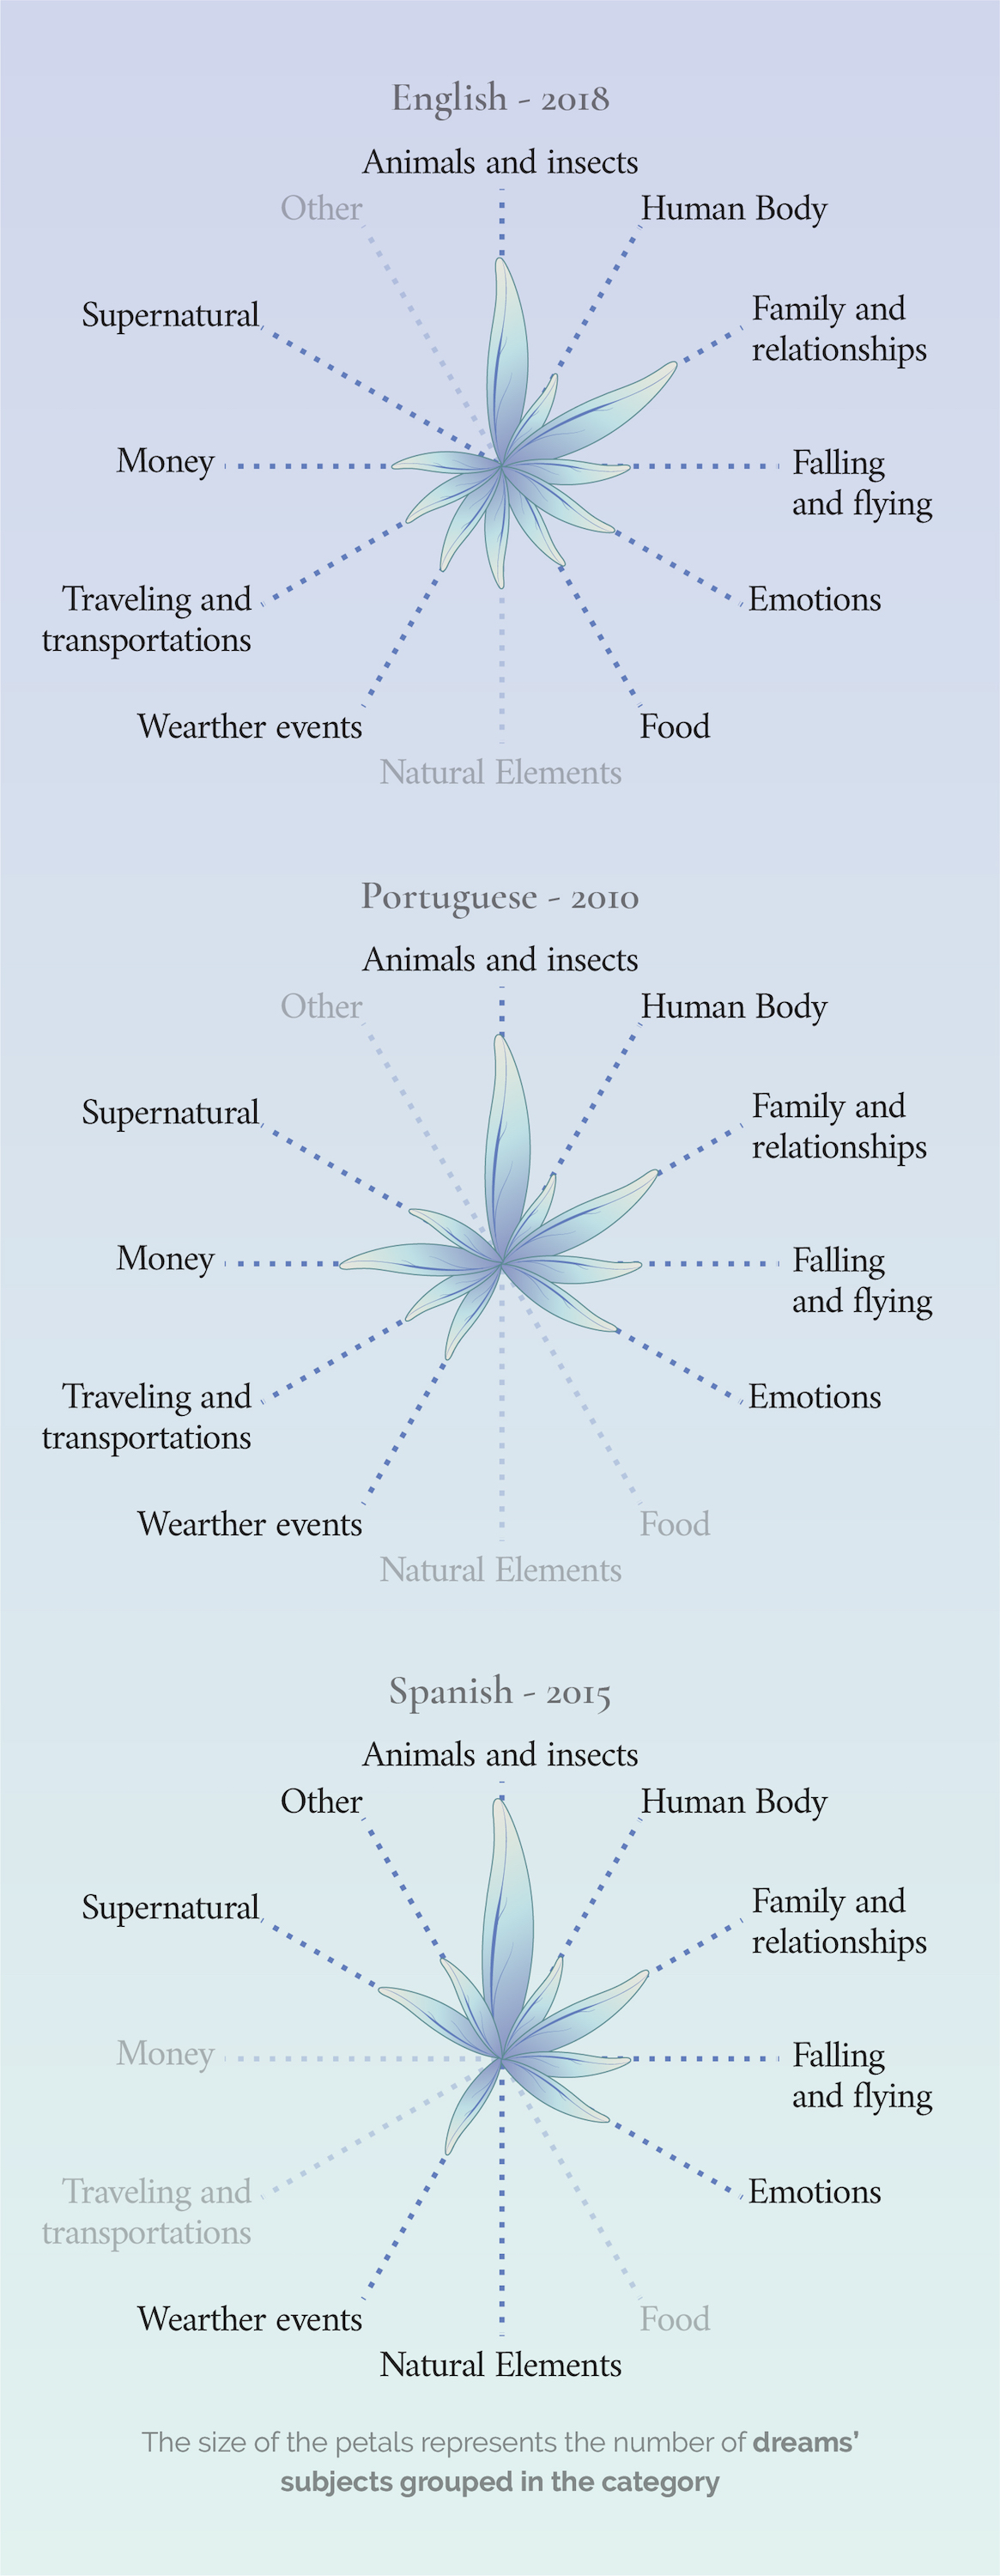 English - 2018
Animals and insects
Other
Human Body
Supernatural
Family and
relationships
Money
Falling
and flying
Traveling and
transportations
Emotions
Wearther events
Food
Natural Elements
Portuguese - 2010
Animals and insects
Other
Human Body
Supernatural
Family and
relationships
Money
Falling
and flying
Traveling and
transportations
Emotions
Wearther events
Food
Natural Elements
Spanish - 2015
Animals and insects
Other
Human Body
Supernatural
Family and
relationships
Money
Falling
and flying
Traveling and
transportations
Emotions
Wearther events
Food
Natural Elements
The size of the petals represents the number of dreams’
subjects grouped in the category